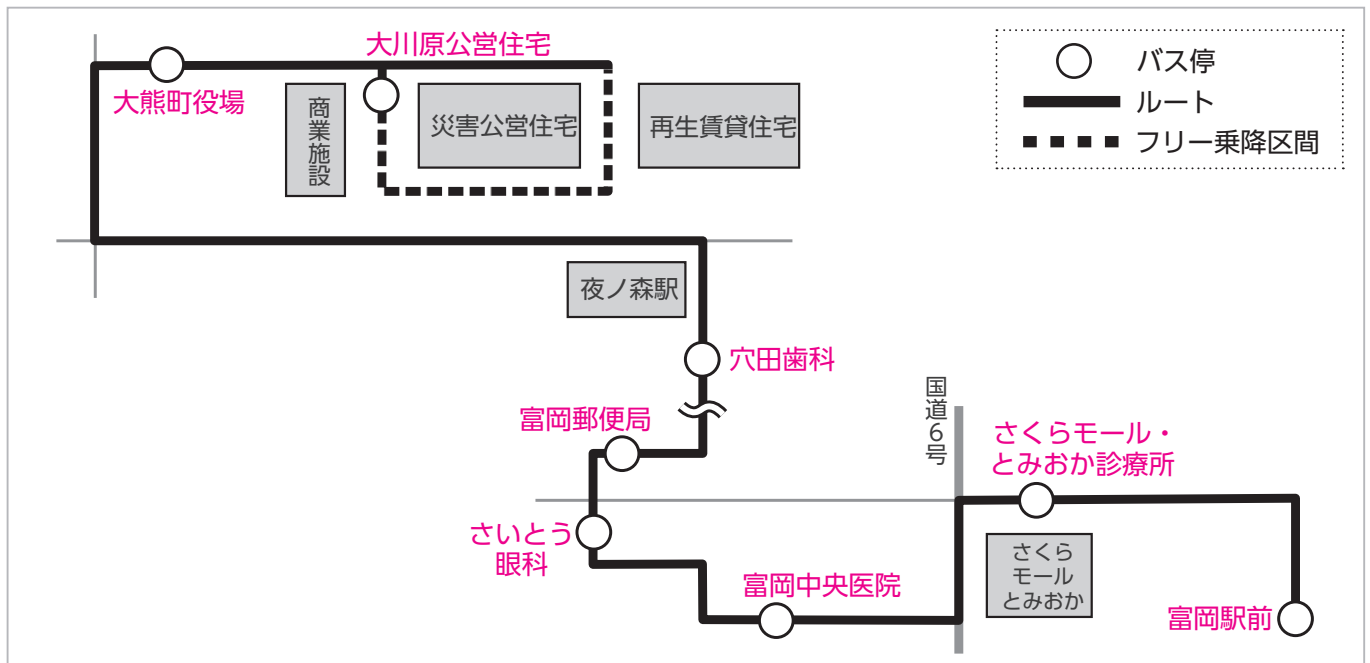 大川原公営住宅
大熊町役場
商業施設
災害公営住宅
再生賃貸住宅
バス停
ルート
フリー乗降区間
夜ノ森駅
穴田歯科
富岡郵便局
国道6号
さくらモール・
とみおか診療所
さいとう
眼科
さくら
モール
とみおか
富岡中央医院
富岡駅前